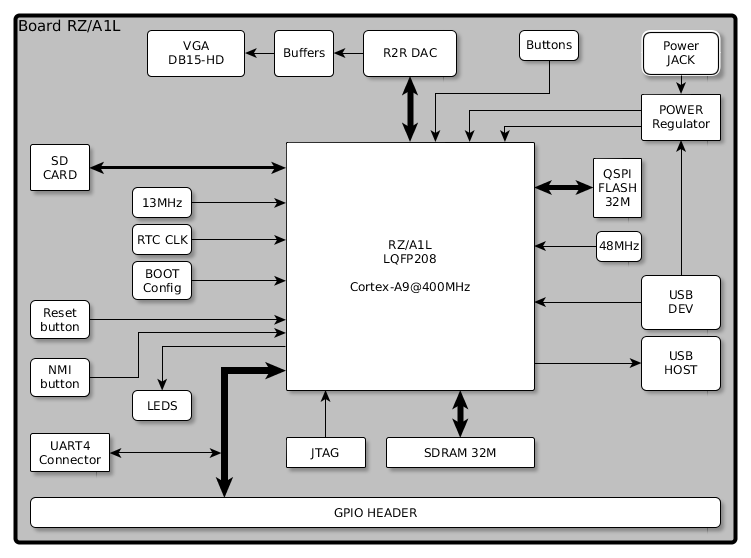 Board RZ/A1L
VGA
DB15-HD
Buffers
R2R DAC
Buttons
Power
JACK
POWER
Regulator
SD
CARD
QSPI
FLASH
32M
13MHz
RTC CLK
BOOT
Config
RZ/A1L
LQFP208
Cortex-A9@400MHz
48MHz
USB
DEV
Reset
button
USB
HOST
NMI
button
LEDS
UART4
Connector
JTAG
SDRAM 32M
GPIO HEADER